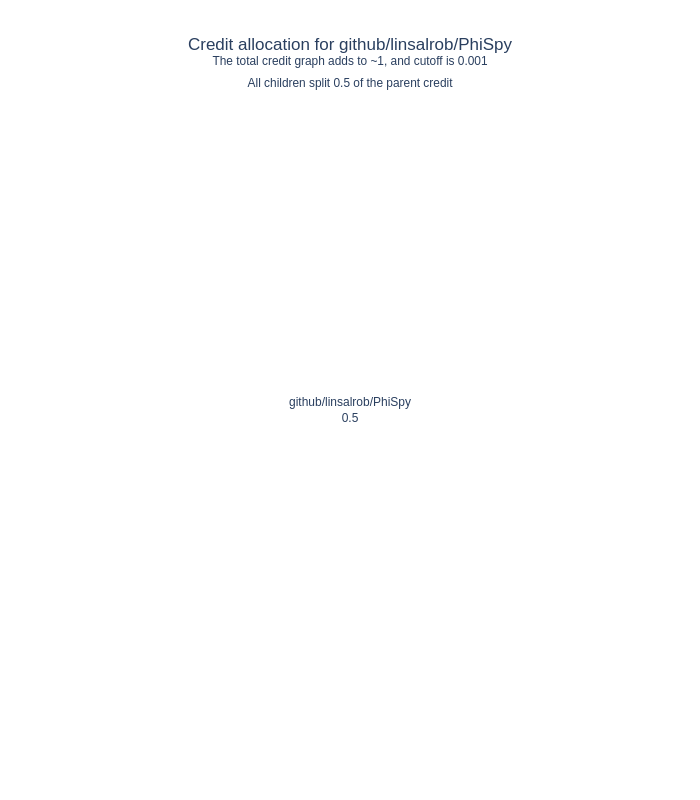 Credit allocation for github/linsalrob/PhiSpy
The total credit graph adds to ~1, and cutoff is 0.001
All children split 0.5 of the parent credit
github/linsalrob/PhiSpy
0.5